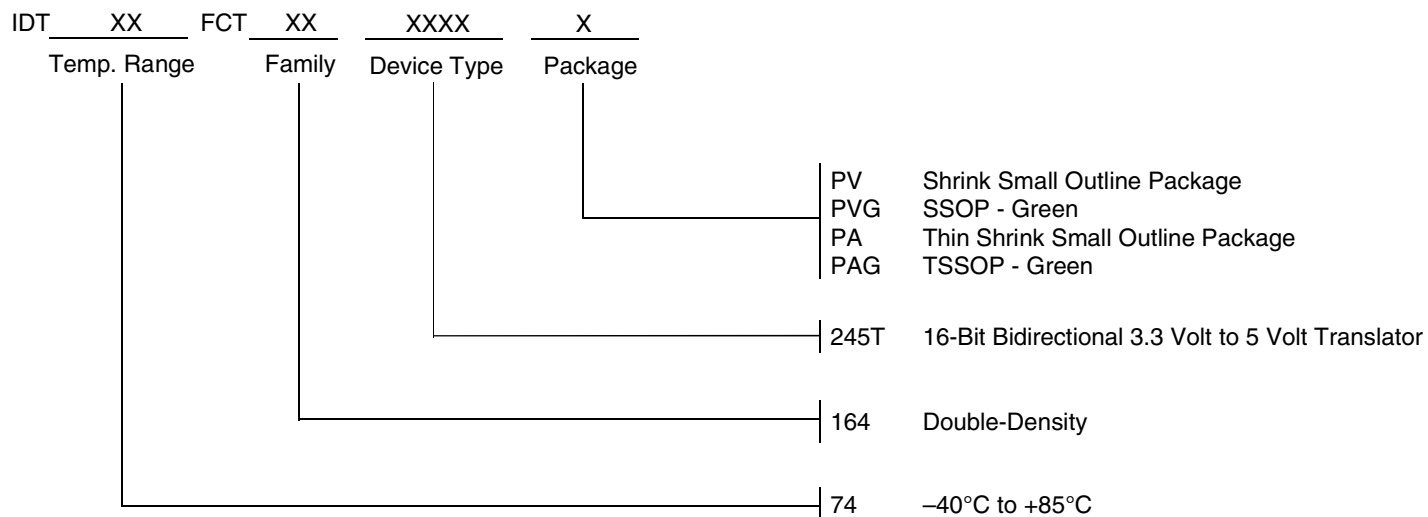 IDT XX FCT XX XXXX X
Temp. Range Family Device Type Package
PV Shrink Small Outline Package
PVG SSOP - Green
PA Thin Shrink Small Outline Package
PAG TSSOP - Green
245T 16-Bit Bidirectional 3.3 Volt to 5 Volt Translator
164 Double-Density
74 –40°C to +85°C